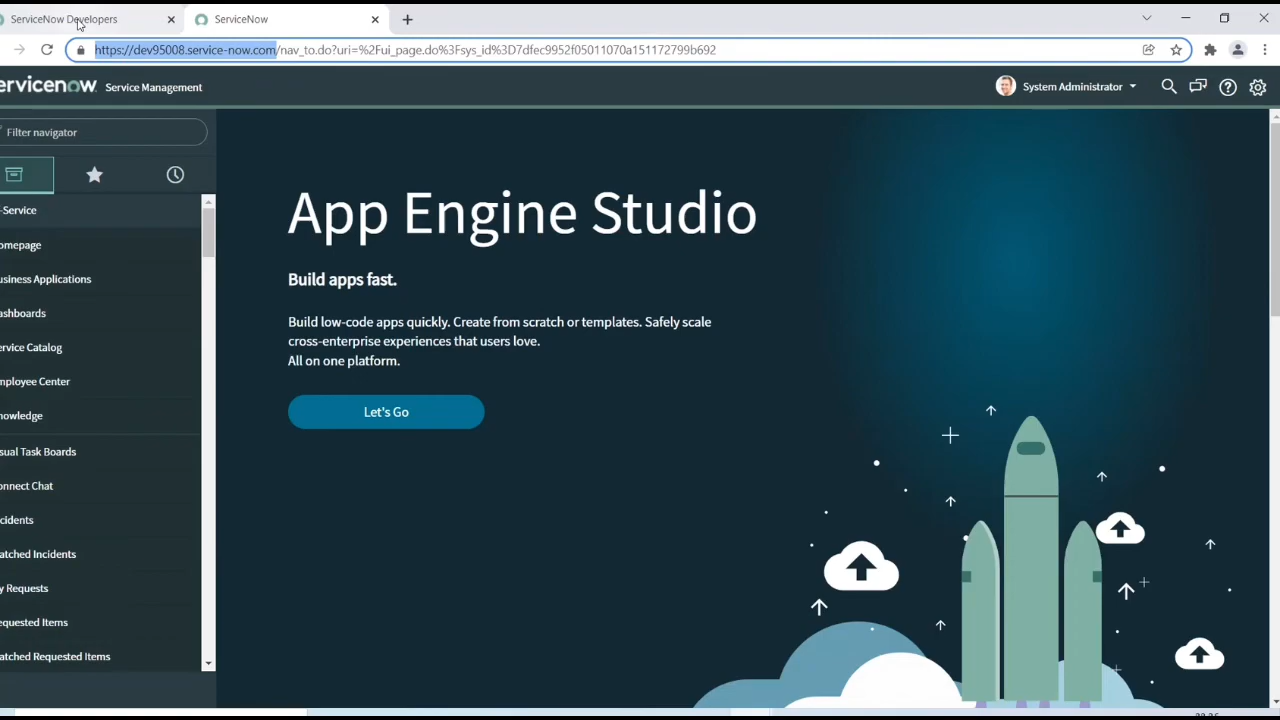 ServiceNow Developers
ServiceNow
https://dev95008.service-now.com/nav_to.do?uri=%2Fui_page.do%3Fsys_id%3D7dfec9952f05011070a151172799b692
ervicenow Service Management
System Administrator
Filter navigator
-Service
omepage
usiness Applications
ashboards
ervice Catalog
mployee Center
nowledge
sual Task Boards
onnect Chat
cidents
atched Incidents
y Requests
equested Items
atched Requested Items
App Engine Studio
Build apps fast.
Build low-code apps quickly. Create from scratch or templates. Safely scale
cross-enterprise experiences that users love.
All on one platform.
Let's Go